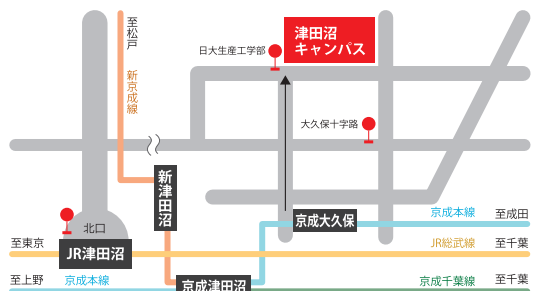 至松戸
新京成線
津田沼
キャンパス
日大生産工学部
大久保十字路
新津田沼
京成大久保
京成本線
至成田
北口
至東京
JR津田沼
JR総武線
至千葉
至上野
京成本線
京成津田沼
京成千葉線
至千葉